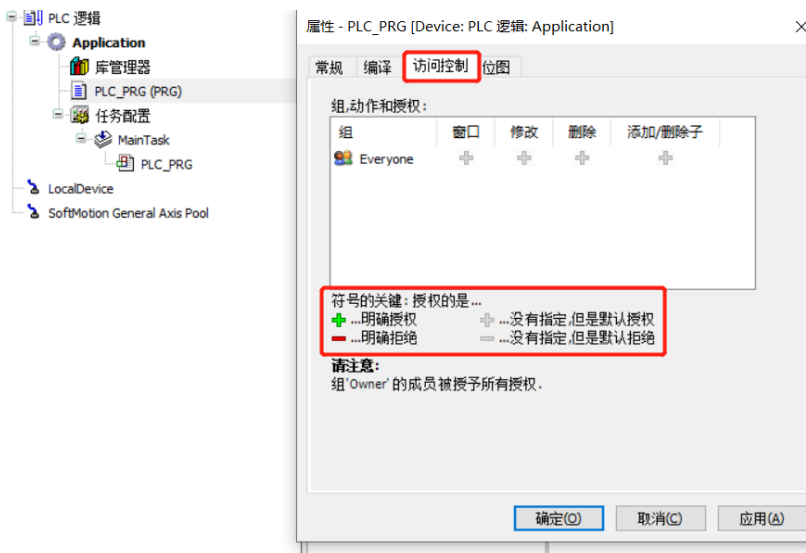 PLC 逻辑
Application
库管理器
PLC_PRG (PRG)
任务配置
MainTask
PLC_PRG
LocalDevice
SoftMotion General Axis Pool
属性 - PLC_PRG [Device: PLC 逻辑: Application]
常规 编译 访问控制 位图
组,动作和授权:
组 窗口 修改 删除 添加/删除子
Everyone
符号的关键: 授权的是...
...明确授权 ...没有指定,但是默认授权
...明确拒绝 ...没有指定,但是默认拒绝
请注意:
组'Owner' 的成员被授予所有授权.
确定(O) 取消(C) 应用(A)